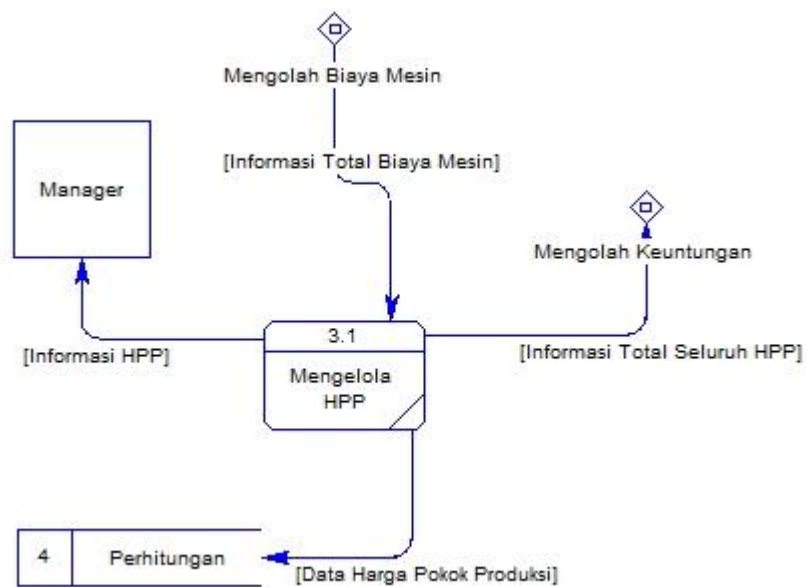 Mengolah Biaya Mesin
[Informasi Total Biaya Mesin]
Manager
Mengolah Keuntungan
3.1
[Informasi HPP]
[Informasi Total Seluruh HPP]
Mengelola
HPP
4
Perhitungan
[Data Harga Pokok Produksi]